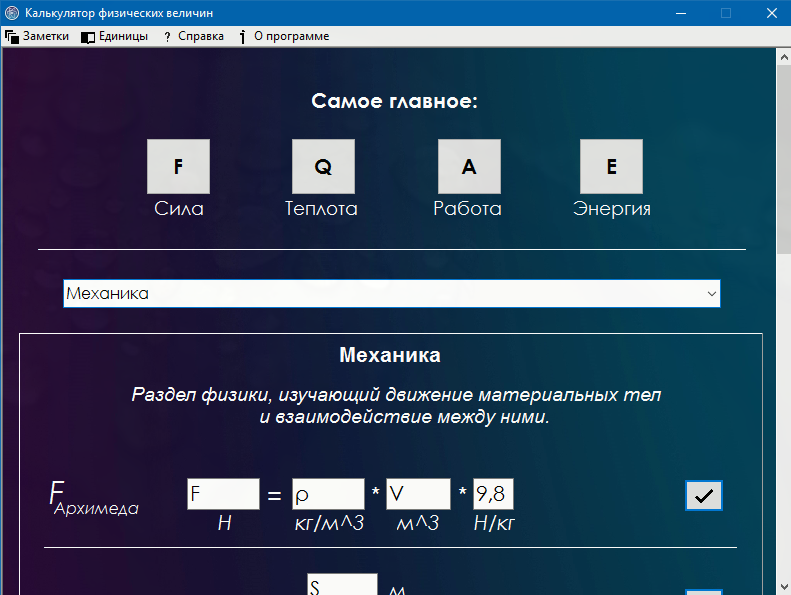 Калькулятор физических величин
Заметки Единицы ? Справка О программе
Самое главное:
F Q A E
Сила Теплота Работа Энергия
Механика
Механика
Раздел физики, изучающий движение материальных тел
и взаимодействие между ними.
F Архимеда F = ρ * V * 9,8
Н кг/м^3 м^3 Н/кг
S м